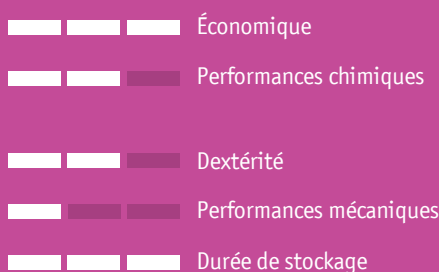 Économique
Performances chimiques
Dextérité
Performances mécaniques
Durée de stockage